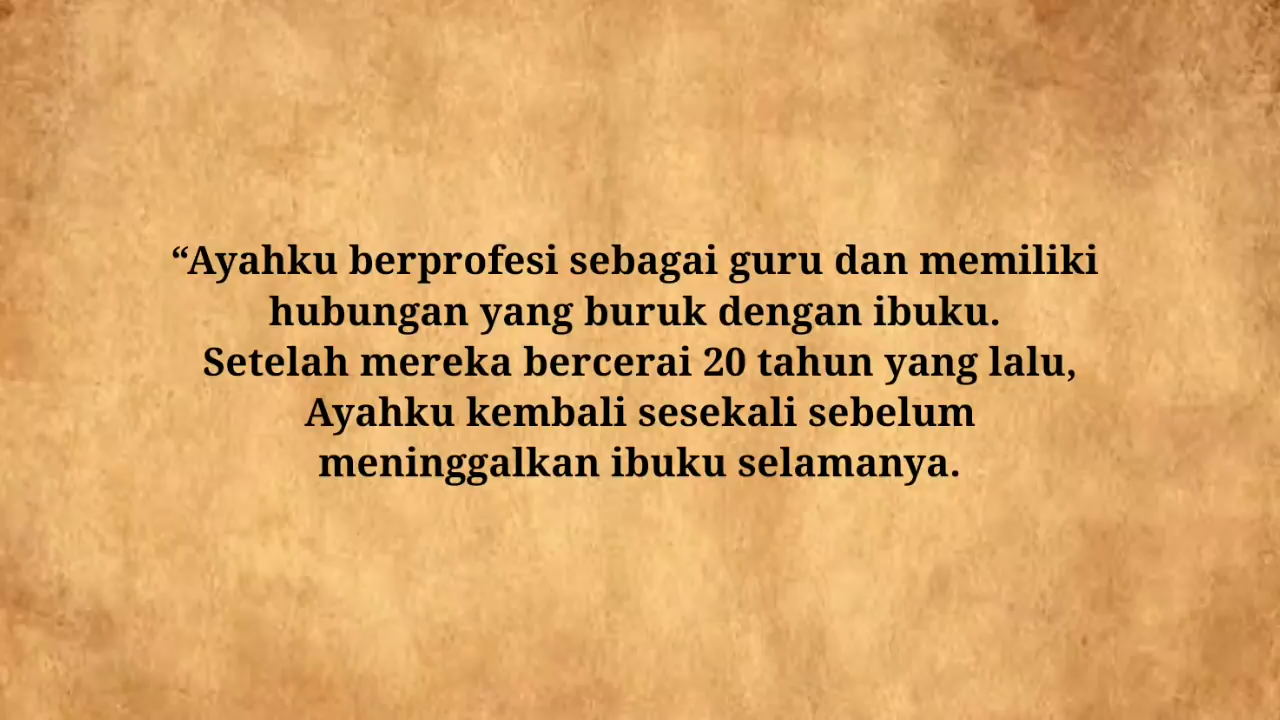 “Ayahku berprofesi sebagai guru dan memiliki
hubungan yang buruk dengan ibuku.
Setelah mereka bercerai 20 tahun yang lalu,
Ayahku kembali sesekali sebelum
meninggalkan ibuku selamanya.